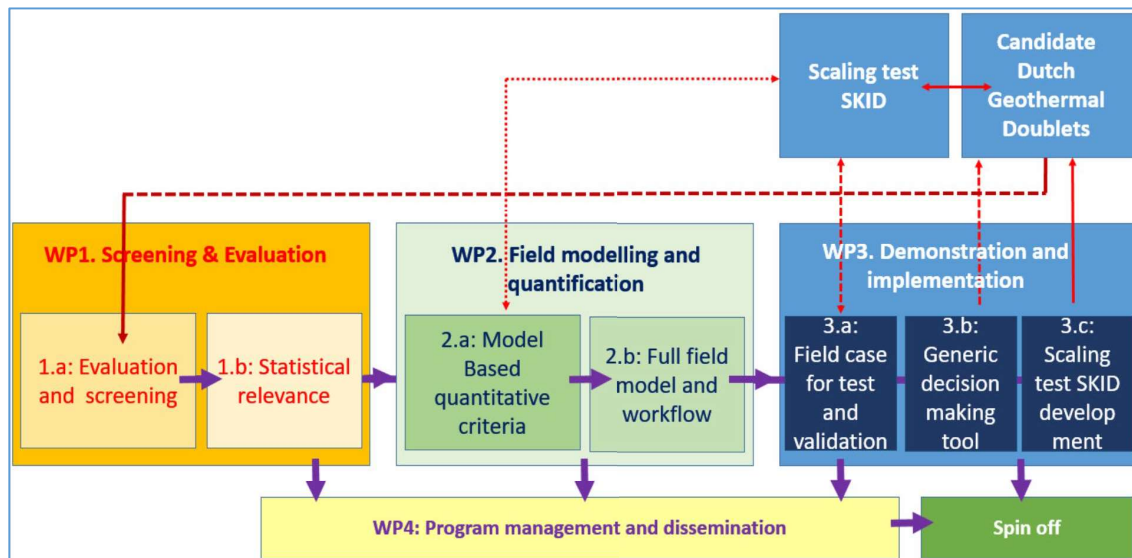 Scaling test
SKID
Candidate
Dutch
Geothermal
Doublets
WP1. Screening & Evaluation
1.a: Evaluation
and screening
1.b: Statistical
relevance
WP2. Field modelling and
quantification
2.a: Model
Based
quantitative
criteria
2.b: Full field
model and
workflow
WP3. Demonstration and
implementation
3.a:
Field case
for test
and
validation
3.b:
Generic
decision
making
tool
3.c:
Scaling
test SKID
develop
ment
WP4: Program management and dissemination
Spin off